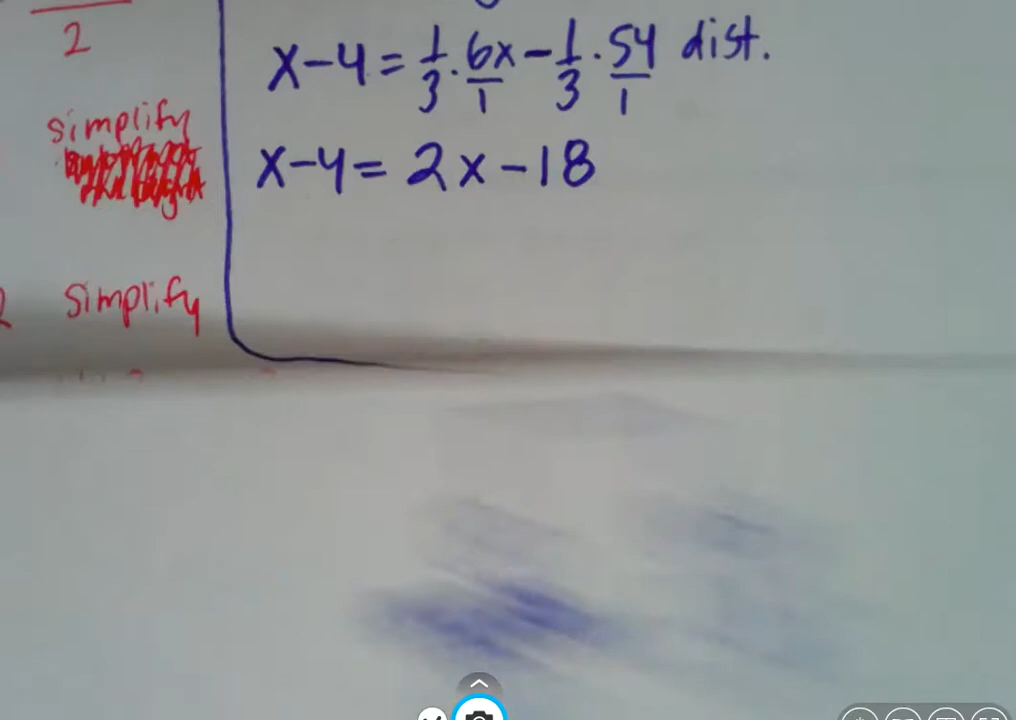 2
simplify
simplify
x-4 = 1/3 · 6x/1 - 1/3 · 54/1 dist.
x-4 = 2x - 18